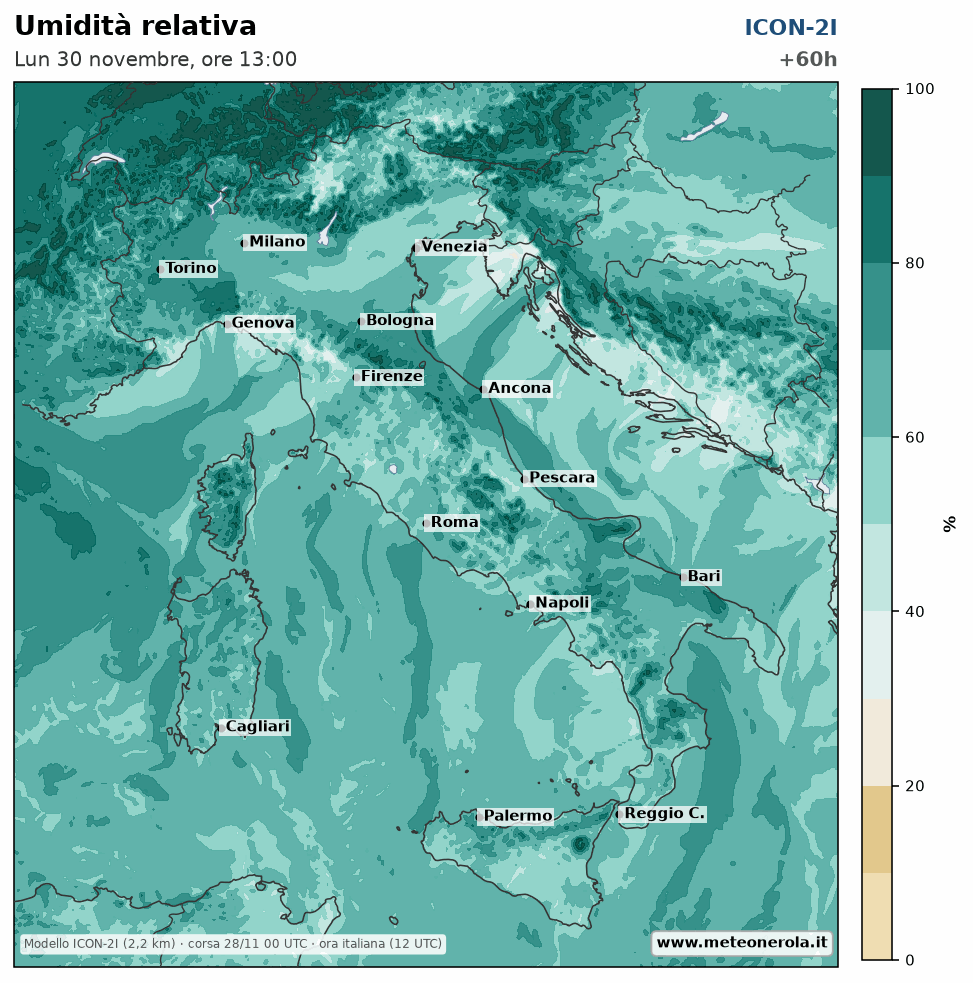 Umidità relativa
ICON-2I
Lun 30 novembre, ore 13:00
+60h
100
80
60
40
20
0
%
Milano
Venezia
Torino
Genova
Bologna
Firenze
Ancona
Pescara
Roma
Bari
Napoli
Cagliari
Palermo
Reggio C.
Modello ICON-2I (2,2 km) · corsa 28/11 00 UTC · ora italiana (12 UTC)
www.meteonerola.it